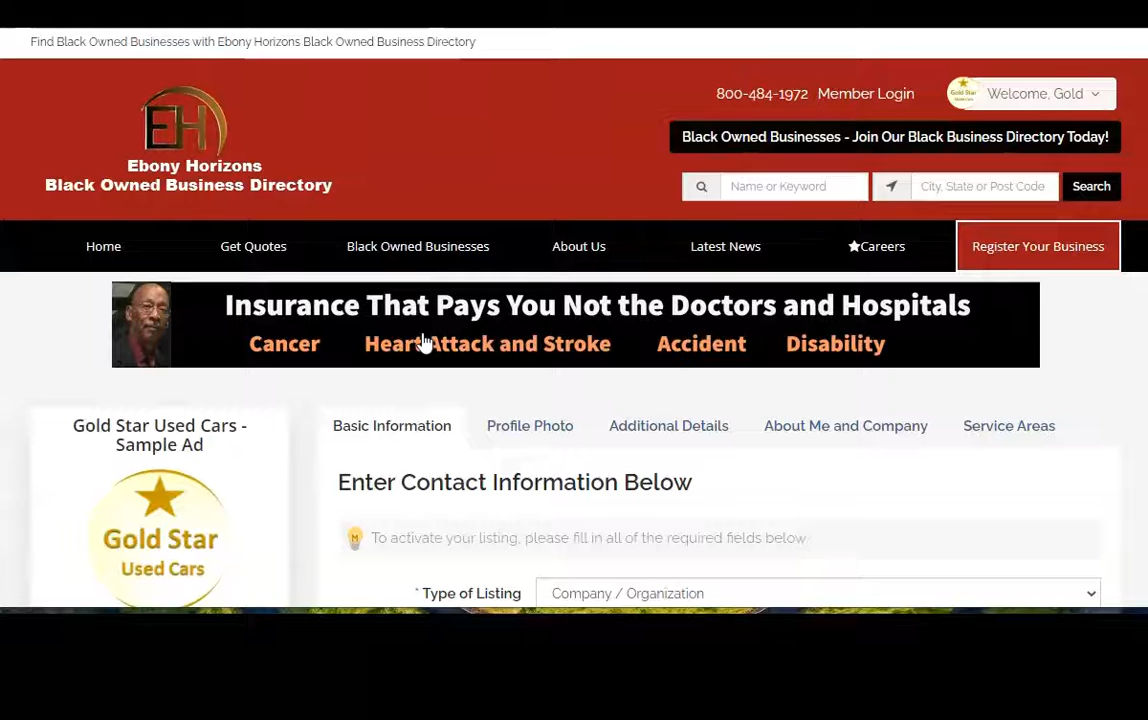 Find Black Owned Businesses with Ebony Horizons Black Owned Business Directory
800-484-1972 Member Login
Gold Star
Welcome, Gold
EH
Ebony Horizons
Black Owned Business Directory
Black Owned Businesses - Join Our Black Business Directory Today!
Name or Keyword City, State or Post Code Search
Home Get Quotes Black Owned Businesses About Us Latest News Careers Register Your Business
Insurance That Pays You Not the Doctors and Hospitals
Cancer Heart Attack and Stroke Accident Disability
Gold Star Used Cars -
Sample Ad
Gold Star
Used Cars
Basic Information Profile Photo Additional Details About Me and Company Service Areas
Enter Contact Information Below
To activate your listing, please fill in all of the required fields below
* Type of Listing Company / Organization